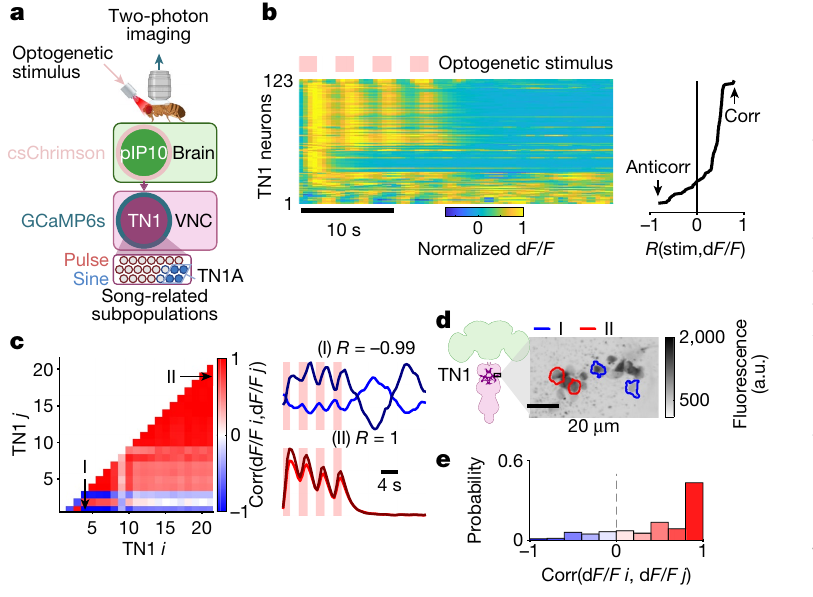 a
Two-photon
imaging
Optogenetic
stimulus
csChrimson
pIP10
Brain
GCaMP6s
TN1
VNC
Pulse
Sine
TN1A
Song-related
subpopulations
b
Optogenetic stimulus
123
TN1 neurons
1
10 s
0 1
Normalized dF/F
Corr
Anticorr
−1 0 1
R(stim,dF/F)
c
TN1 j
20
15
10
5
II
I
5 10 15 20
TN1 i
1
0
−1
Corr(dF/F i,dF/F j)
(I) R = −0.99
(II) R = 1
4 s
d
I II
TN1
20 µm
2,000
500
Fluorescence
(a.u.)
e
Probability
0.6
0
−1 0 1
Corr(dF/F i, dF/F j)